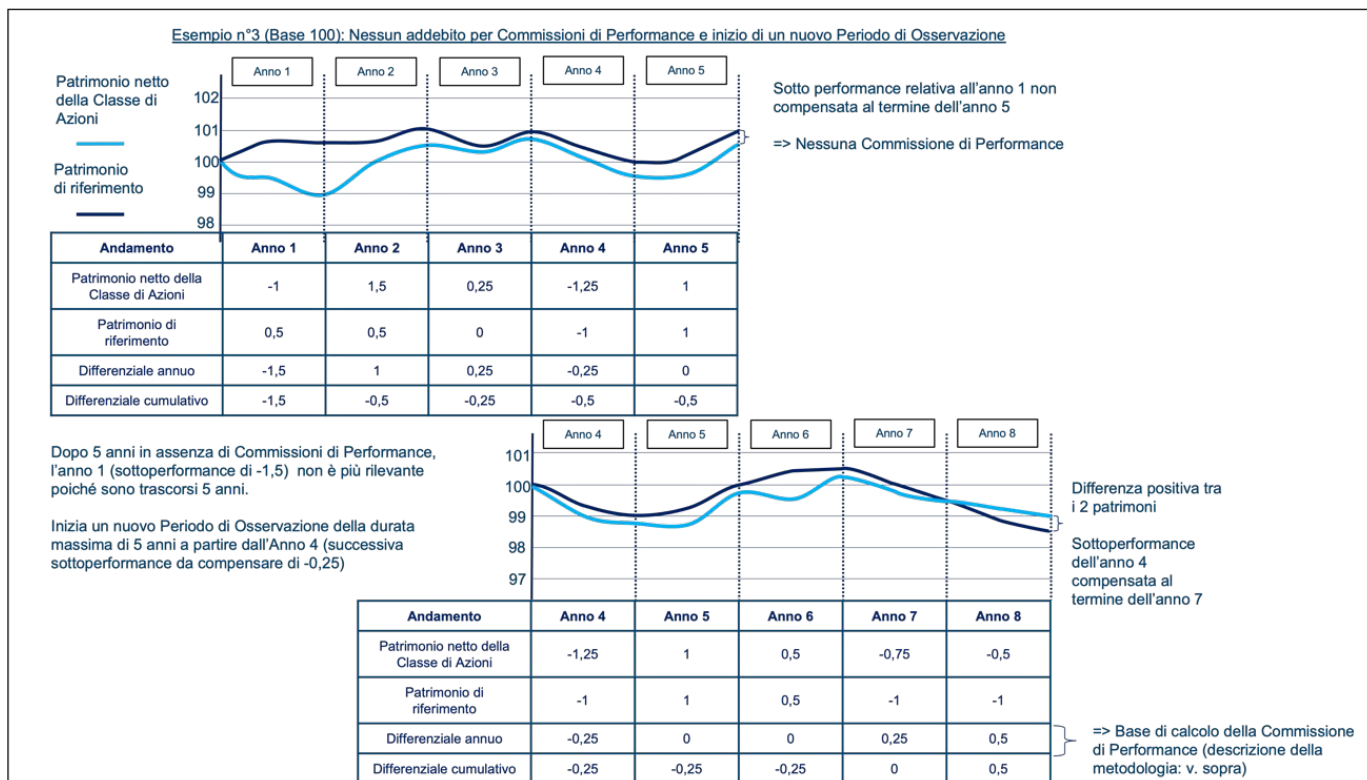 Esempio n°3 (Base 100): Nessun addebito per Commissioni di Performance e inizio di un nuovo Periodo di Osservazione
Patrimonio netto
della Classe di
Azioni
Patrimonio
di riferimento
Anno 1 Anno 2 Anno 3 Anno 4 Anno 5
102
101
100
99
98
Sotto performance relativa all'anno 1 non
compensata al termine dell'anno 5
=> Nessuna Commissione di Performance
Andamento Anno 1 Anno 2 Anno 3 Anno 4 Anno 5
Patrimonio netto della
Classe di Azioni -1 1,5 0,25 -1,25 1
Patrimonio di
riferimento 0,5 0,5 0 -1 1
Differenziale annuo -1,5 1 0,25 -0,25 0
Differenziale cumulativo -1,5 -0,5 -0,25 -0,5 -0,5
Dopo 5 anni in assenza di Commissioni di Performance,
l'anno 1 (sottoperformance di -1,5) non è più rilevante
poiché sono trascorsi 5 anni.
Inizia un nuovo Periodo di Osservazione della durata
massima di 5 anni a partire dall'Anno 4 (successiva
sottoperformance da compensare di -0,25)
Anno 4 Anno 5 Anno 6 Anno 7 Anno 8
101
100
99
98
97
Differenza positiva tra
i 2 patrimoni
Sottoperformance
dell'anno 4
compensata al
termine dell'anno 7
Andamento Anno 4 Anno 5 Anno 6 Anno 7 Anno 8
Patrimonio netto della
Classe di Azioni -1,25 1 0,5 -0,75 -0,5
Patrimonio di
riferimento -1 1 0,5 -1 -1
Differenziale annuo -0,25 0 0 0,25 0,5
Differenziale cumulativo -0,25 -0,25 -0,25 0 0,5
=> Base di calcolo della Commissione
di Performance (descrizione della
metodologia: v. sopra)